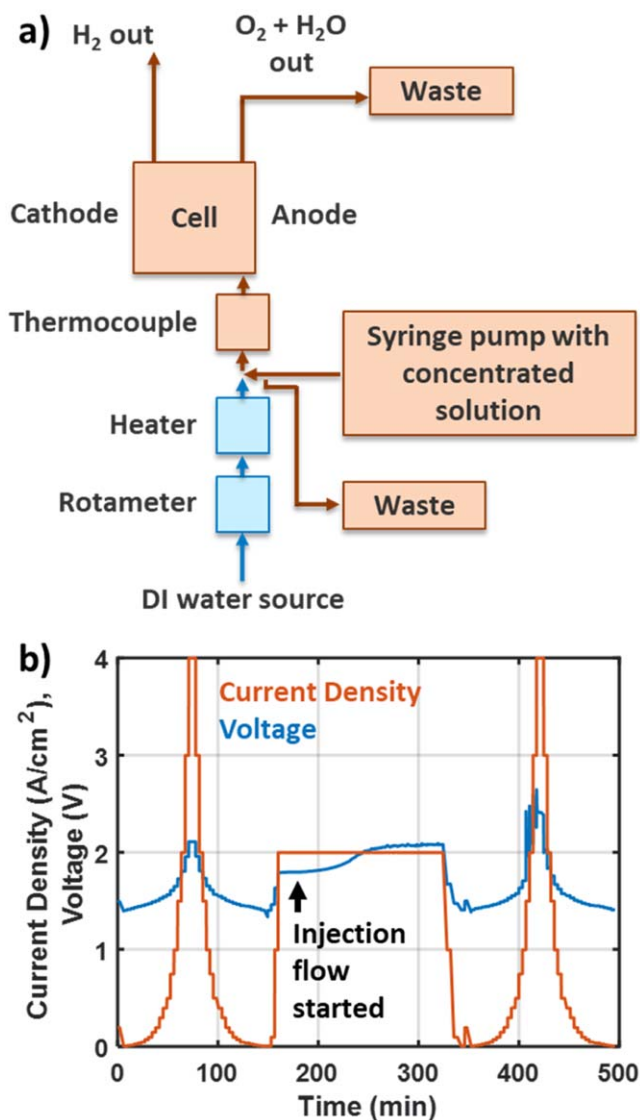 a)
H₂ out
O₂ + H₂O
out
Waste
Cathode
Cell
Anode
Thermocouple
Syringe pump with
concentrated
solution
Heater
Rotameter
Waste
DI water source
b)
Current Density (A/cm²),
Voltage (V)
4
3
2
1
0
Current Density
Voltage
Injection
flow
started
0 100 200 300 400 500
Time (min)